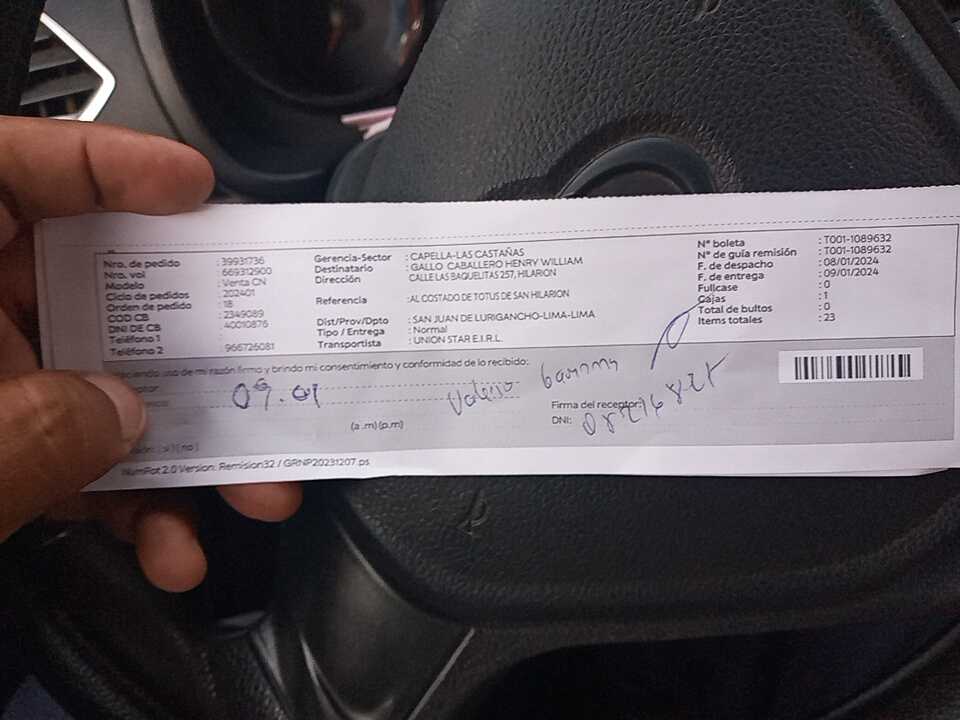 Nro. de pedido : 39931736
Nro. vol : 669312900
Modelo : Venta CN
Ciclo de pedidos : 202401
Orden de pedido : 18
COD CB : 2349089
DNI DE CB : 40010876
Teléfono 1 :
Teléfono 2 966726081
Gerencia-Sector : CAPELLA-LAS CASTAÑAS
Destinatario : GALLO CABALLERO HENRY WILLIAM
Dirección CALLE LAS BAQUELITAS 257, HILARION
Referencia : AL COSTADO DE TOTUS DE SAN HILARION
Dist/Prov/Dpto : SAN JUAN DE LURIGANCHO-LIMA-LIMA
Tipo / Entrega : Normal
Transportista : UNION STAR E.I.R.L.
N° boleta : T001-1089632
N° de guía remisión : T001-1089632
F. de despacho : 08/01/2024
F. de entrega : 09/01/2024
Fullcase : 0
Cajas : 1
Total de bultos : 0
Items totales : 23
uso de mi razón firmo y brindo mi consentimiento y conformidad de lo recibido:
09.01
(a.m) (p.m)
Firma del receptor:
DNI:
( si ) ( no )
NumPat 2.0 Version: Remision32 / GRNP20231207.ps